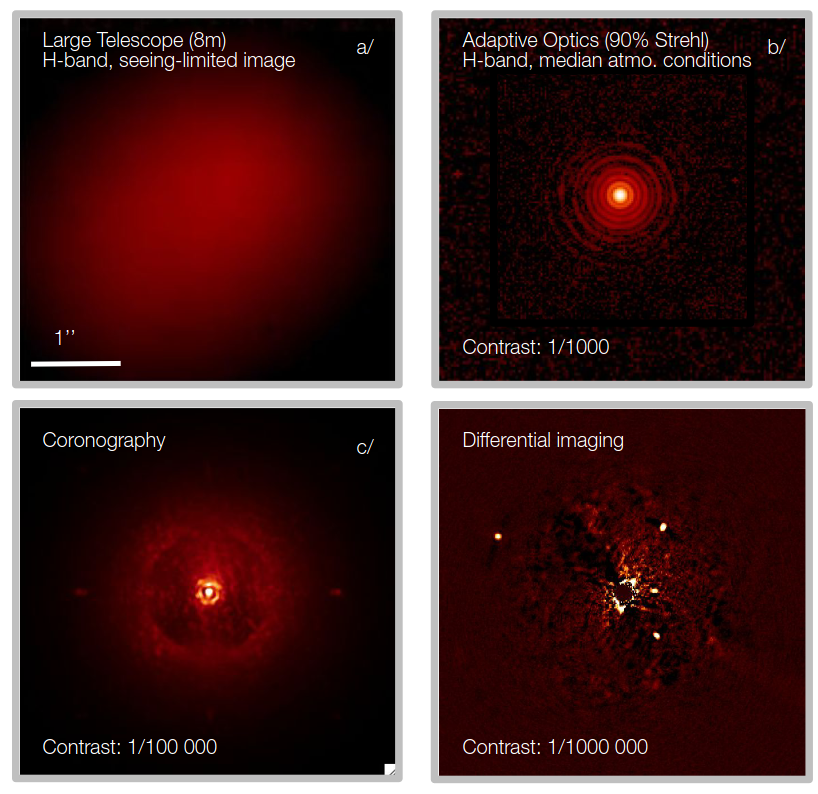 Large Telescope (8m)
H-band, seeing-limited image
a/
1’’
Adaptive Optics (90% Strehl)
H-band, median atmo. conditions
b/
Contrast: 1/1000
Coronography
c/
Contrast: 1/100 000
Differential imaging
Contrast: 1/1000 000